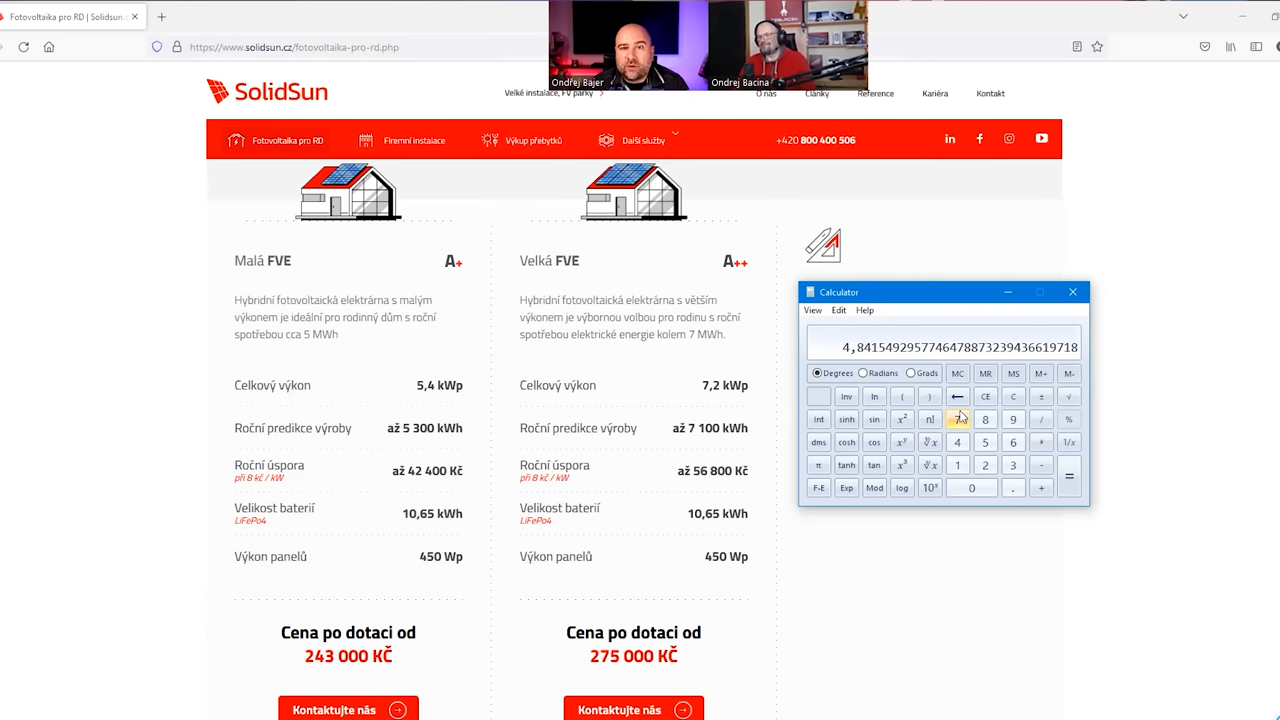 Fotovoltaika pro RD | Solidsun.c
https://www.solidsun.cz/fotovoltaika-pro-rd.php
Ondřej Bajer
Ondrej Bacina
SolidSun
Velké instalace, FV parky
O nás
Články
Reference
Kariéra
Kontakt
Fotovoltaika pro RD
Firemní instalace
Výkup přebytků
Další služby
+420 800 400 506
Malá FVE
A+
Hybridní fotovoltaická elektrárna s malým
výkonem je ideální pro rodinný dům s roční
spotřebou cca 5 MWh
Celkový výkon 5,4 kWp
Roční predikce výroby až 5 300 kWh
Roční úspora až 42 400 Kč
při 8 kč / kW
Velikost baterií 10,65 kWh
LiFePo4
Výkon panelů 450 Wp
Cena po dotaci od
243 000 KČ
Kontaktujte nás
Velká FVE
A++
Hybridní fotovoltaická elektrárna s větším
výkonem je výbornou volbou pro rodinu s roční
spotřebou elektrické energie kolem 7 MWh.
Celkový výkon 7,2 kWp
Roční predikce výroby až 7 100 kWh
Roční úspora až 56 800 Kč
při 8 kč / kW
Velikost baterií 10,65 kWh
LiFePo4
Výkon panelů 450 Wp
Cena po dotaci od
275 000 KČ
Kontaktujte nás
Calculator
View Edit Help
4,8415492957746478873239436619718
Degrees Radians Grads MC MR MS M+ M-
Inv ln ( ) ← CE C ± √
Int sinh sin x² n! 7 8 9 / %
dms cosh cos xʸ ʸ√x 4 5 6 * 1/x
π tanh tan x³ ³√x 1 2 3 - =
F-E Exp Mod log 10ˣ 0 , +